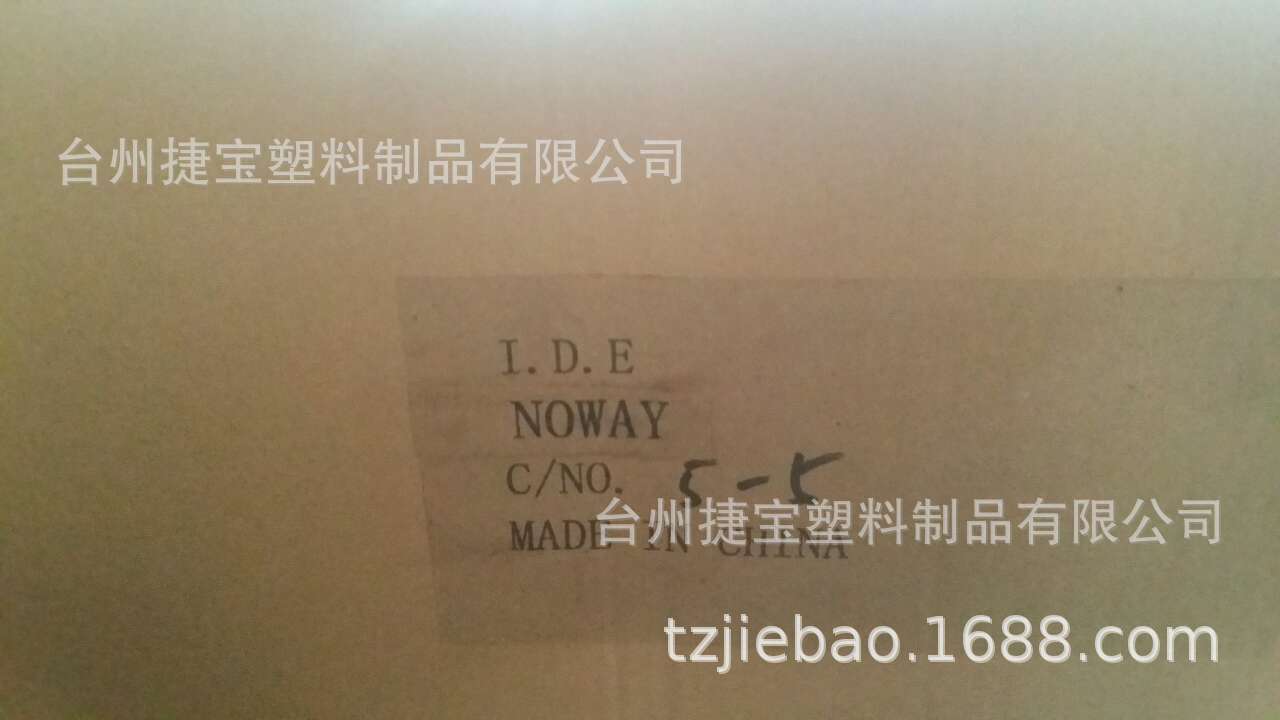 台州捷宝塑料制品有限公司
I.D.E
NOWAY
C/NO. 5-5
台州捷宝塑料制品有限公司
MADE IN CHINA
tzjiebao.1688.com